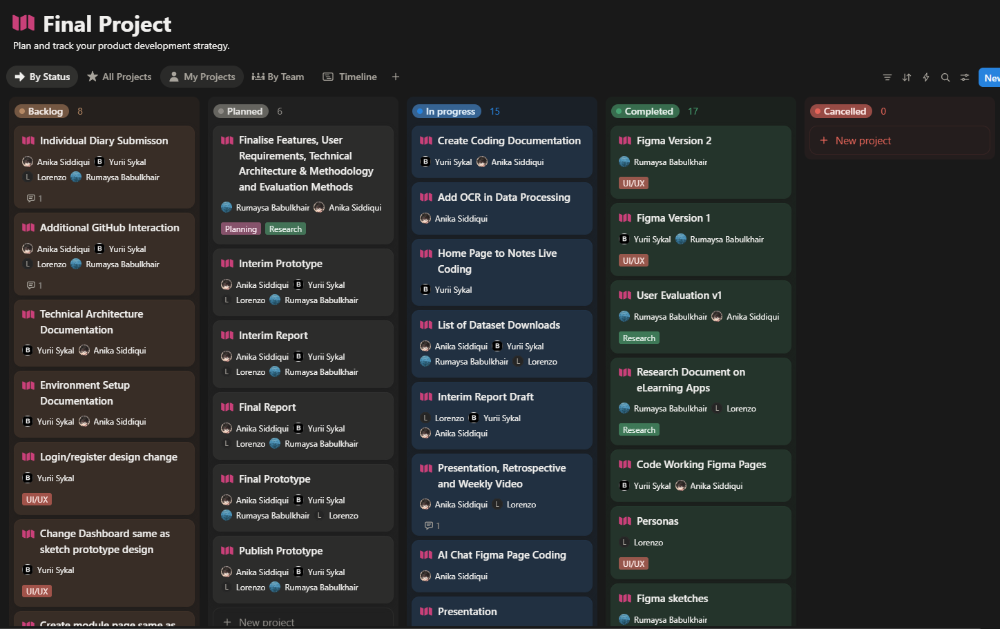 Final Project
Plan and track your product development strategy.
By Status
All Projects
My Projects
By Team
Timeline
New
Backlog 8
Individual Diary Submisson
Anika Siddiqui B Yurii Sykal
L Lorenzo Rumaysa Babulkhair
1
Additional GitHub Interaction
Anika Siddiqui B Yurii Sykal
L Lorenzo Rumaysa Babulkhair
1
Technical Architecture
Documentation
B Yurii Sykal Anika Siddiqui
Environment Setup
Documentation
B Yurii Sykal Anika Siddiqui
Login/register design change
B Yurii Sykal
UI/UX
Change Dashboard same as
sketch prototype design
B Yurii Sykal
UI/UX
Create module page same as
Planned 6
Finalise Features, User
Requirements, Technical
Architecture & Methodology
and Evaluation Methods
Rumaysa Babulkhair Anika Siddiqui
Planning Research
Interim Prototype
Anika Siddiqui B Yurii Sykal
L Lorenzo Rumaysa Babulkhair
Interim Report
Anika Siddiqui B Yurii Sykal
L Lorenzo Rumaysa Babulkhair
Final Report
Anika Siddiqui B Yurii Sykal
L Lorenzo Rumaysa Babulkhair
Final Prototype
Anika Siddiqui B Yurii Sykal
Rumaysa Babulkhair L Lorenzo
Publish Prototype
Anika Siddiqui B Yurii Sykal
L Lorenzo Rumaysa Babulkhair
+ New project
In progress 15
Create Coding Documentation
B Yurii Sykal Anika Siddiqui
Add OCR in Data Processing
Anika Siddiqui
Home Page to Notes Live
Coding
B Yurii Sykal
List of Dataset Downloads
Anika Siddiqui B Yurii Sykal
Rumaysa Babulkhair L Lorenzo
Interim Report Draft
L Lorenzo B Yurii Sykal
Anika Siddiqui
Presentation, Retrospective
and Weekly Video
Anika Siddiqui L Lorenzo
1
AI Chat Figma Page Coding
Anika Siddiqui
Presentation
Completed 17
Figma Version 2
Rumaysa Babulkhair
UI/UX
Figma Version 1
B Yurii Sykal Rumaysa Babulkhair
UI/UX
User Evaluation v1
Rumaysa Babulkhair Anika Siddiqui
Research
Research Document on
eLearning Apps
Rumaysa Babulkhair L Lorenzo
Research
Code Working Figma Pages
B Yurii Sykal Anika Siddiqui
Personas
L Lorenzo
UI/UX
Figma sketches
Rumaysa Babulkhair
Cancelled 0
+ New project